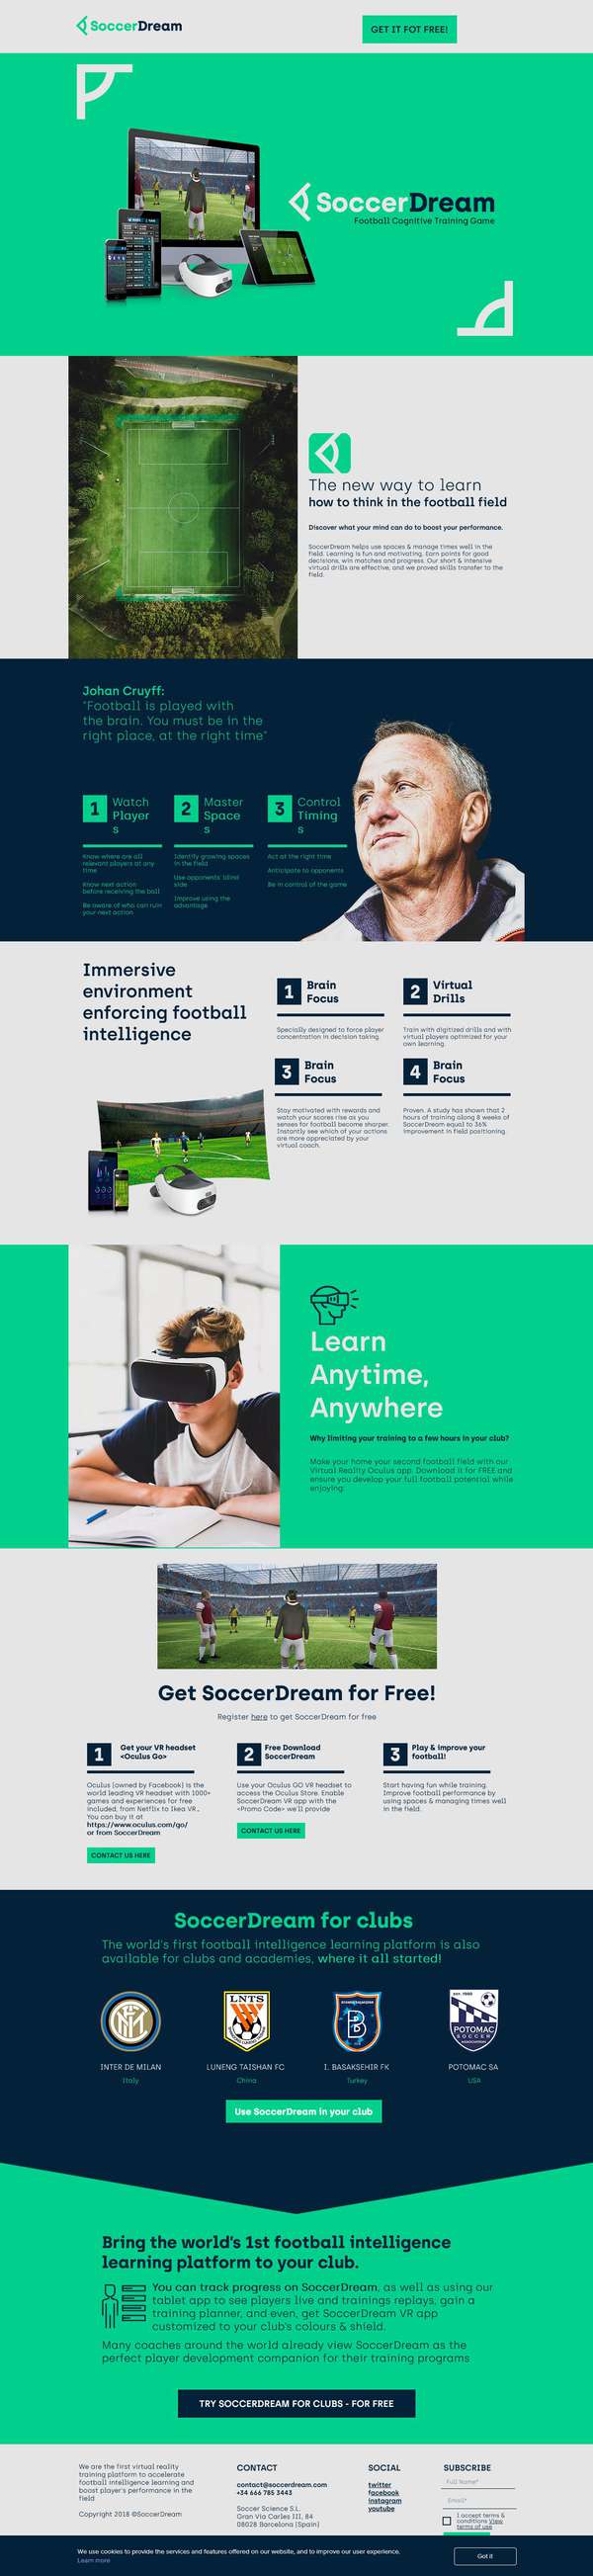 SoccerDream
GET IT FOT FREE!
SoccerDream
Football Cognitive Training Game
The new way to learn
how to think in the football field
Discover what your mind can do to boost your performance.
SoccerDream helps use spaces & manage times well in the
field. Learning is fun and motivating. Earn points for good
decisions, win matches and progress. Our short & intensive
virtual drills are effective, and we proved skills transfer to the
field.
Johan Cruyff:
"Football is played with
the brain. You must be in the
right place, at the right time"
1
Watch
Player
s
Know where are all
relevant players at any
time
Know next action
before receiving the ball
Be aware of who can ruin
your next action
2
Master
Space
s
Identify growing spaces
in the field
Use opponents' blind
side
Improve using the
advantage
3
Control
Timing
s
Act at the right time
Anticipate to opponents
Be in control of the game
Immersive
environment
enforcing football
intelligence
1
Brain
Focus
Specially designed to force player
concentration in decision taking.
2
Virtual
Drills
Train with digitized drills and with
virtual players optimized for your
own learning.
3
Brain
Focus
Stay motivated with rewards and
watch your scores rise as you
senses for football become sharper.
Instantly see which of your actions
are more appreciated by your
virtual coach.
4
Brain
Focus
Proven. A study has shown that 2
hours of training along 8 weeks of
SoccerDream equal to 36%
improvement in field positioning.
Learn
Anytime,
Anywhere
Why limiting your training to a few hours in your club?
Make your home your second football field with our
Virtual Reality Oculus app. Download it for FREE and
ensure you develop your full football potential while
enjoying.
Get SoccerDream for Free!
Register here to get SoccerDream for free
1
Get your VR headset
<Oculus Go>
Oculus (owned by Facebook) is the
world leading VR headset with 1000+
games and experiences for free
included, from Netflix to Ikea VR..
You can buy it at
https://www.oculus.com/go/
or from SoccerDream
CONTACT US HERE
2
Free Download
SoccerDream
Use your Oculus GO VR headset to
access the Oculus Store. Enable
SoccerDream VR app with the
<Promo Code> we'll provide
CONTACT US HERE
3
Play & improve your
football!
Start having fun while training.
Improve football performance by
using spaces & managing times well
in the field.
SoccerDream for clubs
The world's first football intelligence learning platform is also
available for clubs and academies, where it all started!
LNTS
POTOMAC
SOCCER
INTER DE MILAN
Italy
LUNENG TAISHAN FC
China
I. BASAKSEHIR FK
Turkey
POTOMAC SA
USA
Use SoccerDream in your club
Bring the world's 1st football intelligence
learning platform to your club.
You can track progress on SoccerDream, as well as using our
tablet app to see players live and trainings replays, gain a
training planner, and even, get SoccerDream VR app
customized to your club's colours & shield.
Many coaches around the world already view SoccerDream as the
perfect player development companion for their training programs
TRY SOCCERDREAM FOR CLUBS - FOR FREE
We are the first virtual reality
training platform to accelerate
football intelligence learning and
boost player's performance in the
field
Copyright 2018 ©SoccerDream
CONTACT
contact@soccerdream.com
+34 666 785 3443
Soccer Science S.L.
Gran Via Carles III, 84
08028 Barcelona (Spain)
SOCIAL
twitter
facebook
instagram
youtube
SUBSCRIBE
Full Name*
Email*
I accept terms &
conditions View
terms of use
We use cookies to provide the services and features offered on our website, and to improve our user experience.
Learn more
Got it